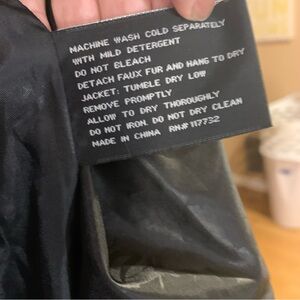 MACHINE WASH COLD SEPARATELY
WITH MILD DETERGENT
DO NOT BLEACH
DETACH FAUX FUR AND HANG TO DRY
JACKET: TUMBLE DRY LOW
REMOVE PROMPTLY
ALLOW TO DRY THOROUGHLY
DO NOT IRON. DO NOT DRY CLEAN
MADE IN CHINA RN# 117732